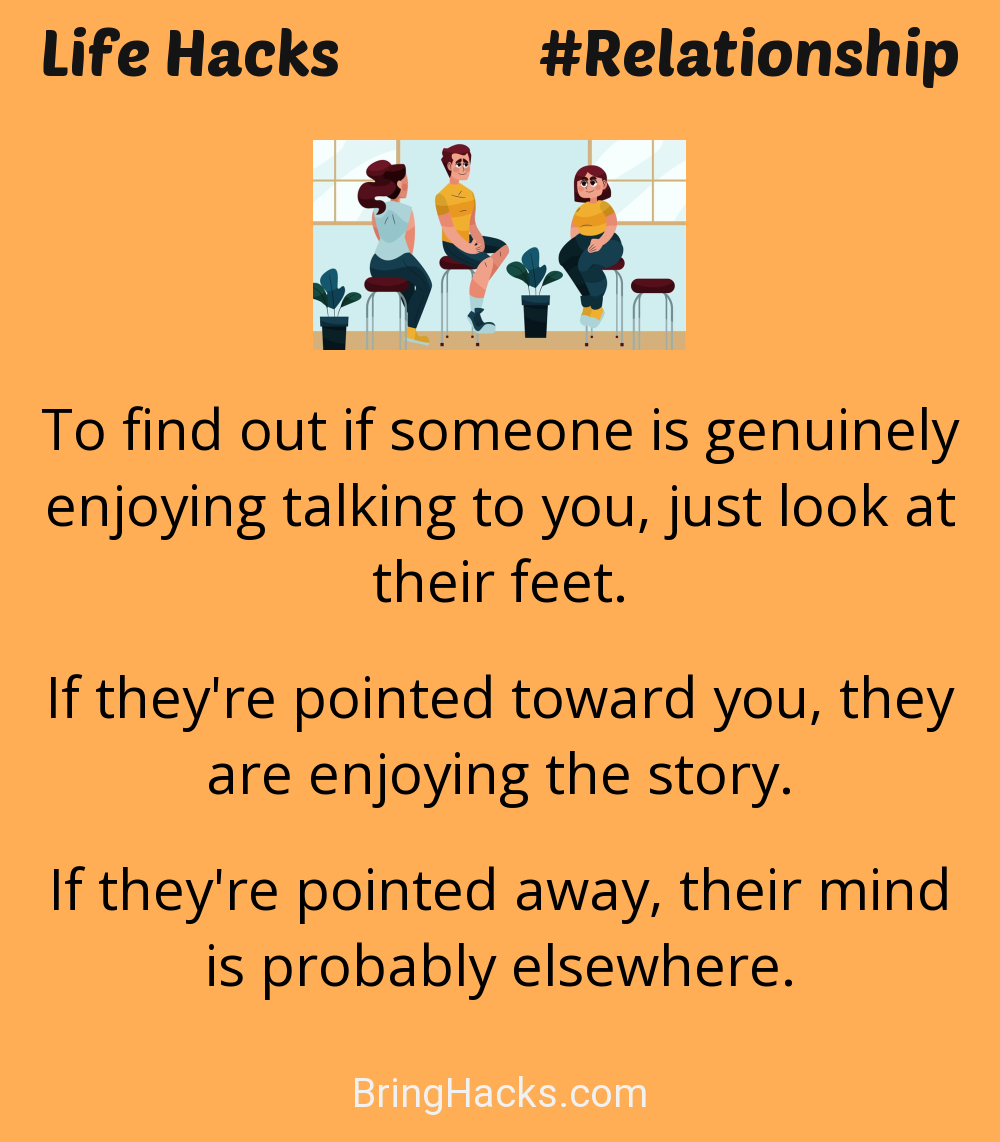 Life Hacks #Relationship
To find out if someone is genuinely
enjoying talking to you, just look at
their feet.
If they're pointed toward you, they
are enjoying the story.
If they're pointed away, their mind
is probably elsewhere.
BringHacks.com